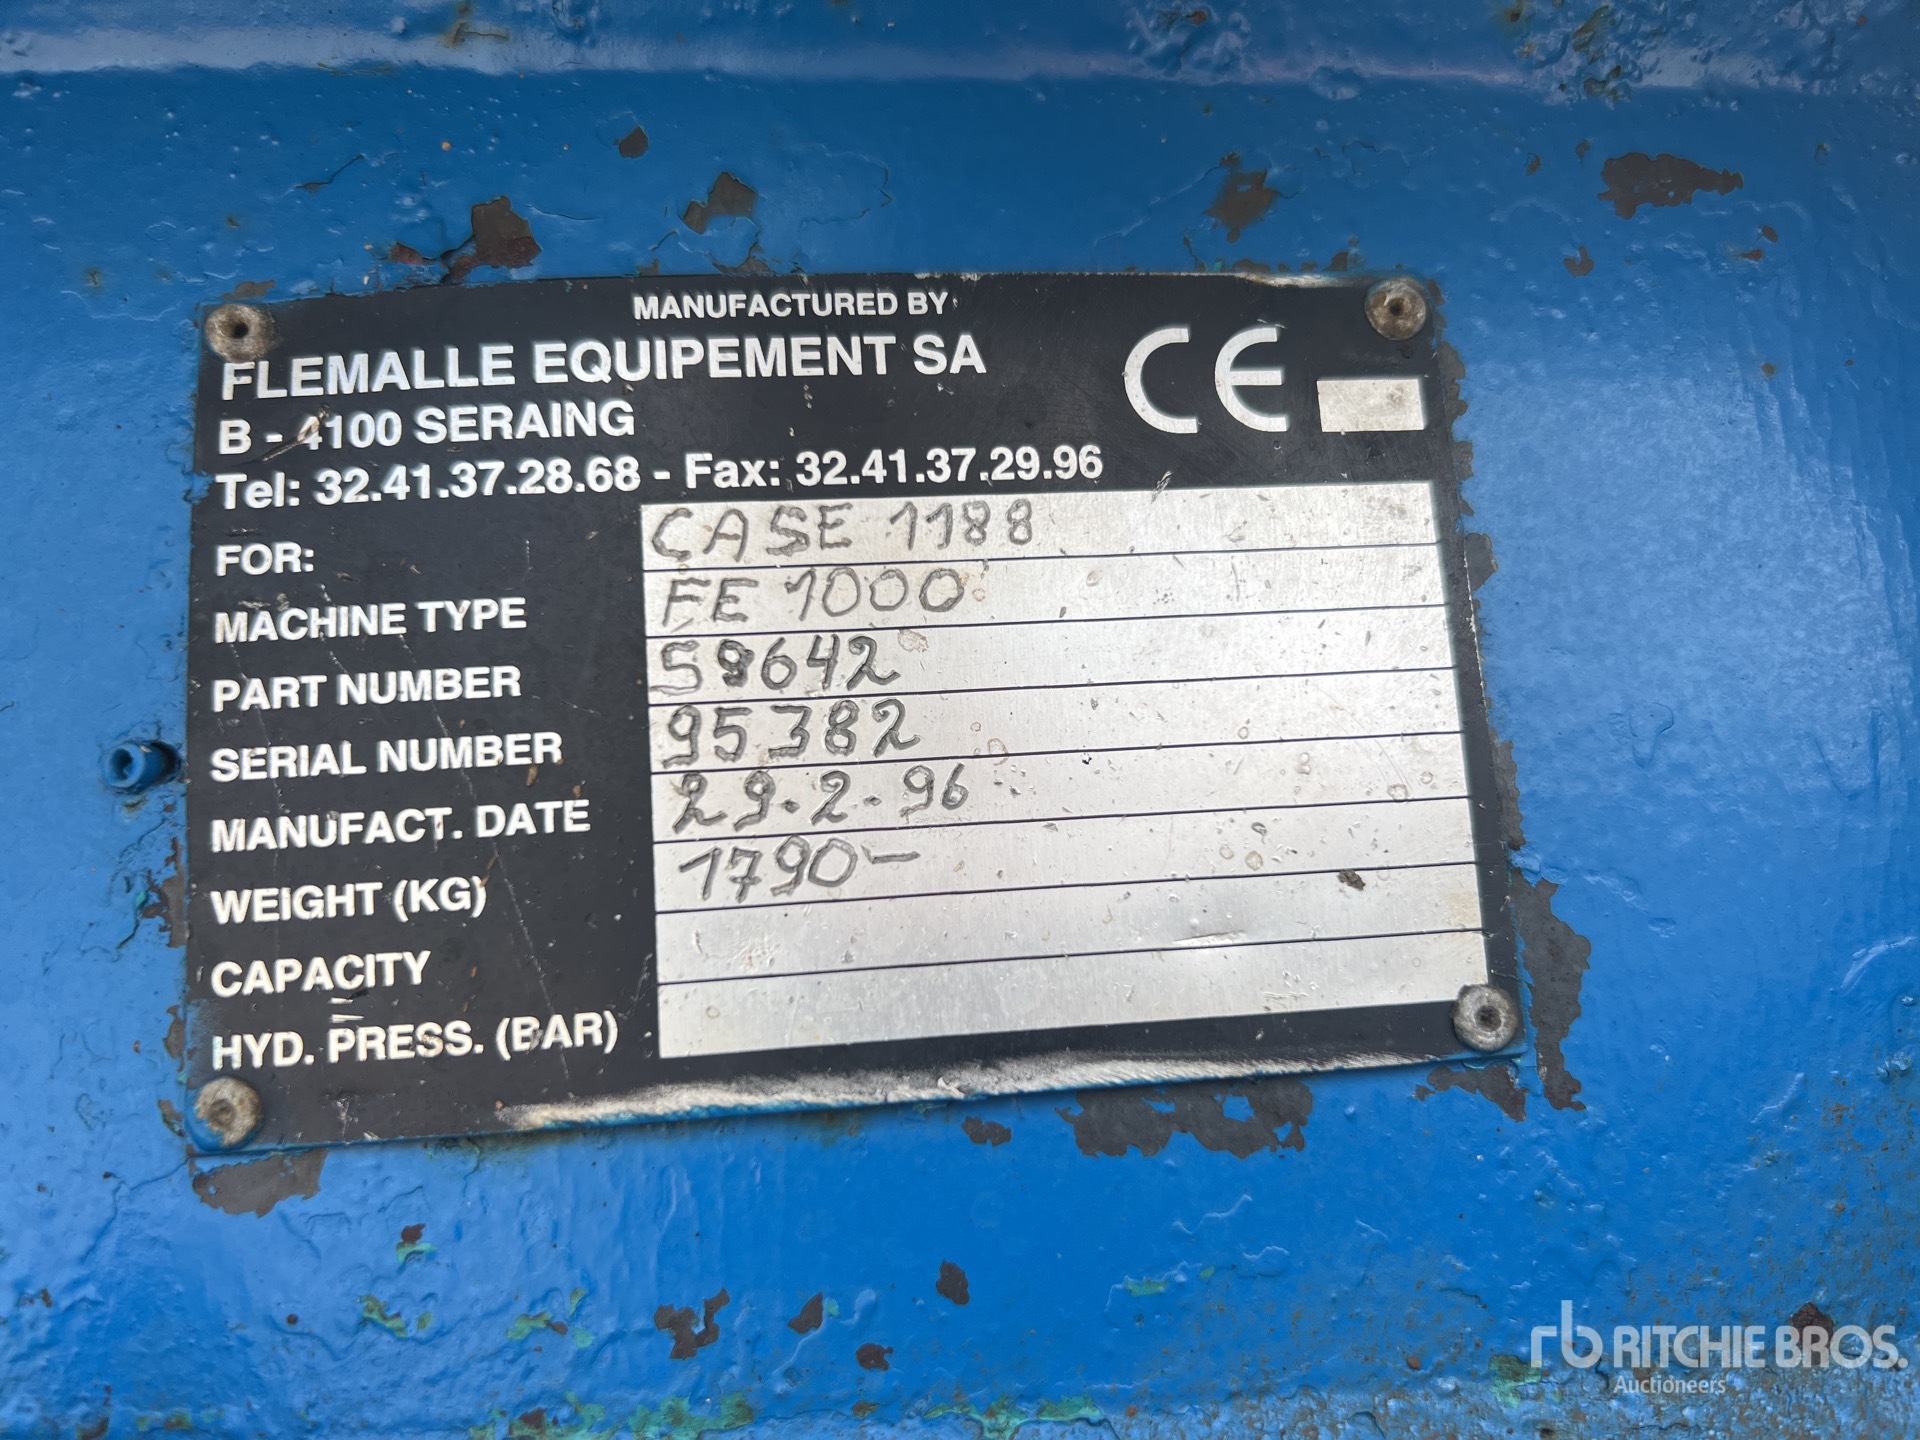 MANUFACTURED BY
FLEMALLE EQUIPEMENT SA
CE
B - 4100 SERAING
Tel: 32.41.37.28.68 - Fax: 32.41.37.29.96
FOR: CASE 1188
MACHINE TYPE FE 1000
PART NUMBER 59642
SERIAL NUMBER 95382
MANUFACT. DATE 29.2.96
WEIGHT (KG) 1790-
CAPACITY
HYD. PRESS. (BAR)
rb RITCHIE BROS.
Auctioneers